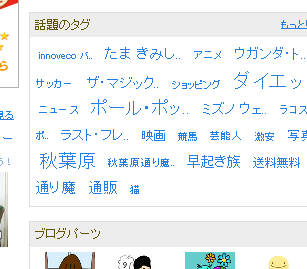 話題のタグ
もっと
innoveco バ.. たま きみし.. アニメ ウガンダ・ト..
サッカー ザ・マジック.. ショッピング ダイエッ
ニュース ポール・ポッ.. ミズノ ウェ.. ラコス
ボ.. ラスト・フレ.. 映画 競馬 芸能人 激安 写真
秋葉原 秋葉原通り魔.. 早起き族 送料無料
通り魔 通販 猫
ブログパーツ
見る
ー
う！
ら